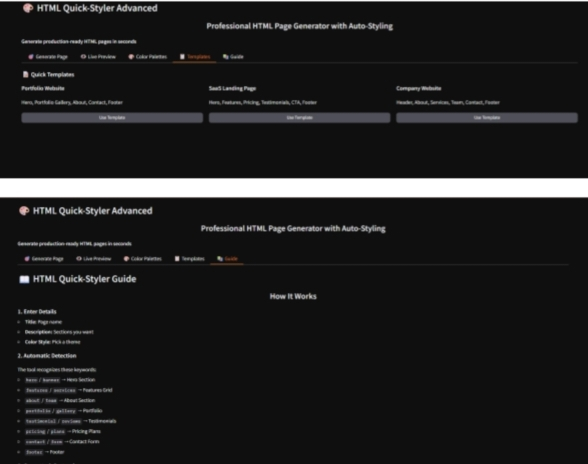 HTML Quick-Styler Advanced
Professional HTML Page Generator with Auto-Styling
Generate production-ready HTML pages in seconds
Generate Page Live Preview Color Palettes Templates Guide
Quick Templates
Portfolio Website SaaS Landing Page Company Website
Hero, Portfolio Gallery, About, Contact, Footer Hero, Features, Pricing, Testimonials, CTA, Footer Header, About, Services, Team, Contact, Footer
Use Template Use Template Use Template
HTML Quick-Styler Advanced
Professional HTML Page Generator with Auto-Styling
Generate production-ready HTML pages in seconds
Generate Page Live Preview Color Palettes Templates Guide
HTML Quick-Styler Guide
How It Works
1. Enter Details
Title: Page name
Description: Sections you want
Color Style: Pick a theme
2. Automatic Detection
The tool recognizes these keywords:
hero / banner → Hero Section
features / services → Features Grid
about / team → About Section
portfolio / gallery → Portfolio
testimonial / reviews → Testimonials
pricing / plans → Pricing Plans
contact / form → Contact Form
footer → Footer